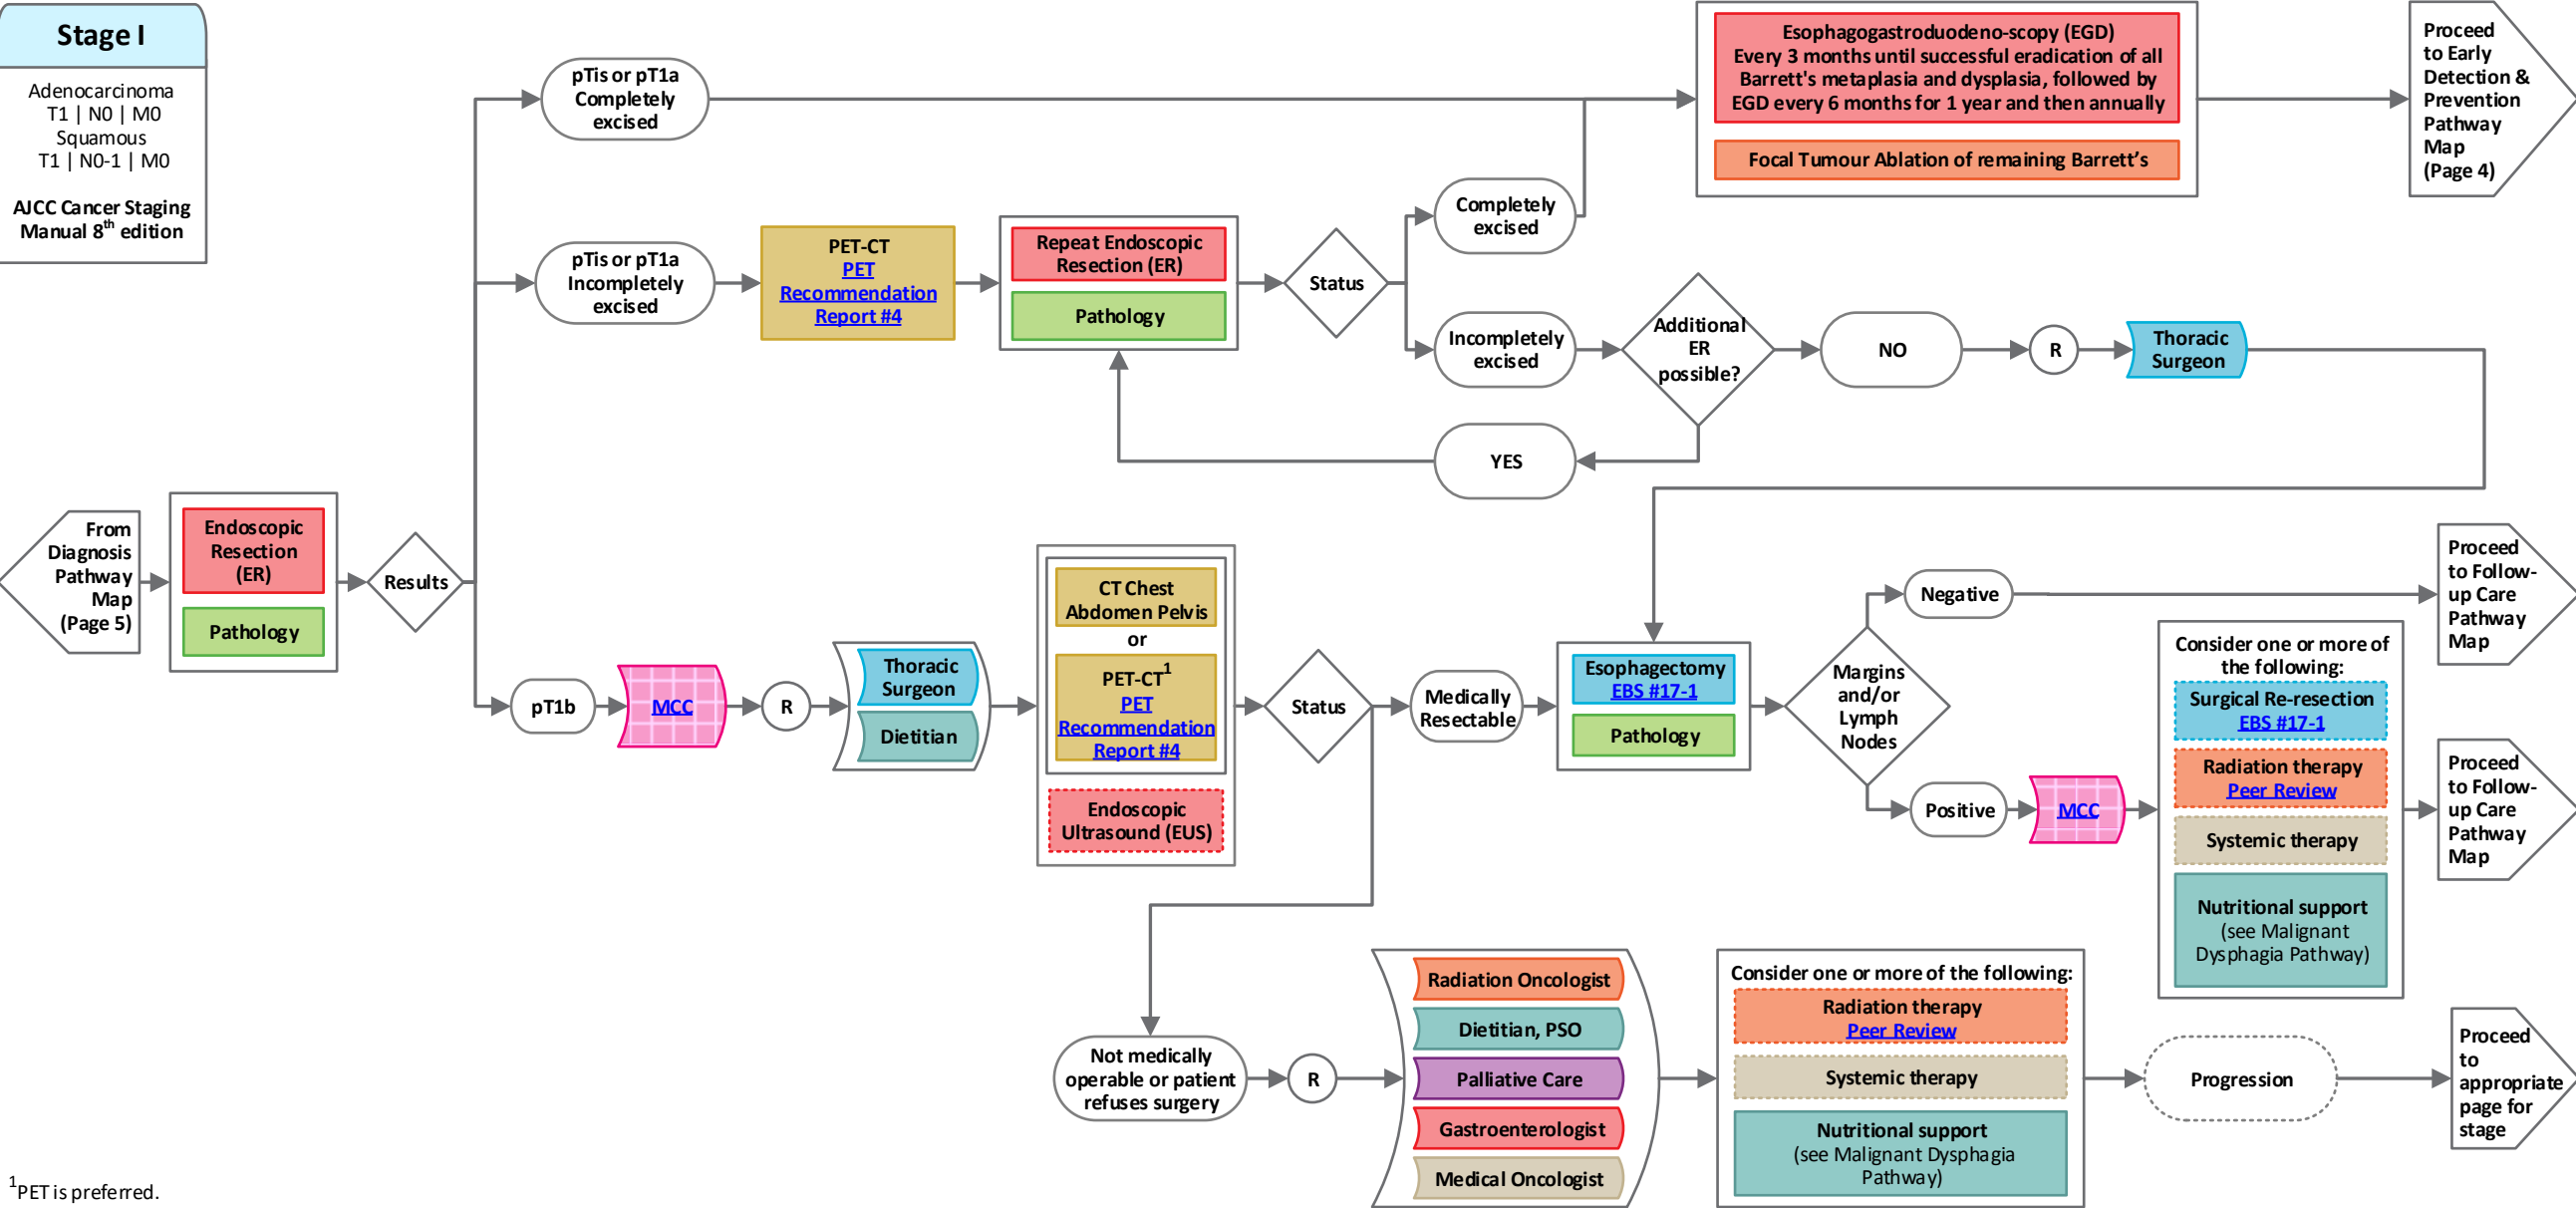 Stage I
Adenocarcinoma
T1 | N0 | M0
Squamous
T1 | N0-1 | M0
AJCC Cancer Staging
Manual 8th edition
From
Diagnosis
Pathway
Map
(Page 5)
Endoscopic
Resection
(ER)
Pathology
Results
pTis or pT1a
Completely
excised
Esophagogastroduodeno-scopy (EGD)
Every 3 months until successful eradication of all
Barrett's metaplasia and dysplasia, followed by
EGD every 6 months for 1 year and then annually
Focal Tumour Ablation of remaining Barrett’s
Proceed
to Early
Detection &
Prevention
Pathway
Map
(Page 4)
pTis or pT1a
Incompletely
excised
PET-CT
PET
Recommendation
Report #4
Repeat Endoscopic
Resection (ER)
Pathology
Status
Completely
excised
Incompletely
excised
Additional
ER
possible?
NO
R
Thoracic
Surgeon
YES
pT1b
MCC
R
Thoracic
Surgeon
Dietitian
CT Chest
Abdomen Pelvis
or
PET-CT1
PET
Recommendation
Report #4
Endoscopic
Ultrasound (EUS)
Status
Medically
Resectable
Esophagectomy
EBS #17-1
Pathology
Margins
and/or
Lymph
Nodes
Negative
Proceed
to Follow-
up Care
Pathway
Map
Positive
MCC
Consider one or more of
the following:
Surgical Re-resection
EBS #17-1
Radiation therapy
Peer Review
Systemic therapy
Nutritional support
(see Malignant
Dysphagia Pathway)
Proceed
to Follow-
up Care
Pathway
Map
Not medically
operable or patient
refuses surgery
R
Radiation Oncologist
Dietitian, PSO
Palliative Care
Gastroenterologist
Medical Oncologist
Consider one or more of the following:
Radiation therapy
Peer Review
Systemic therapy
Nutritional support
(see Malignant Dysphagia
Pathway)
Progression
Proceed
to
appropriate
page for
stage
1PET is preferred.